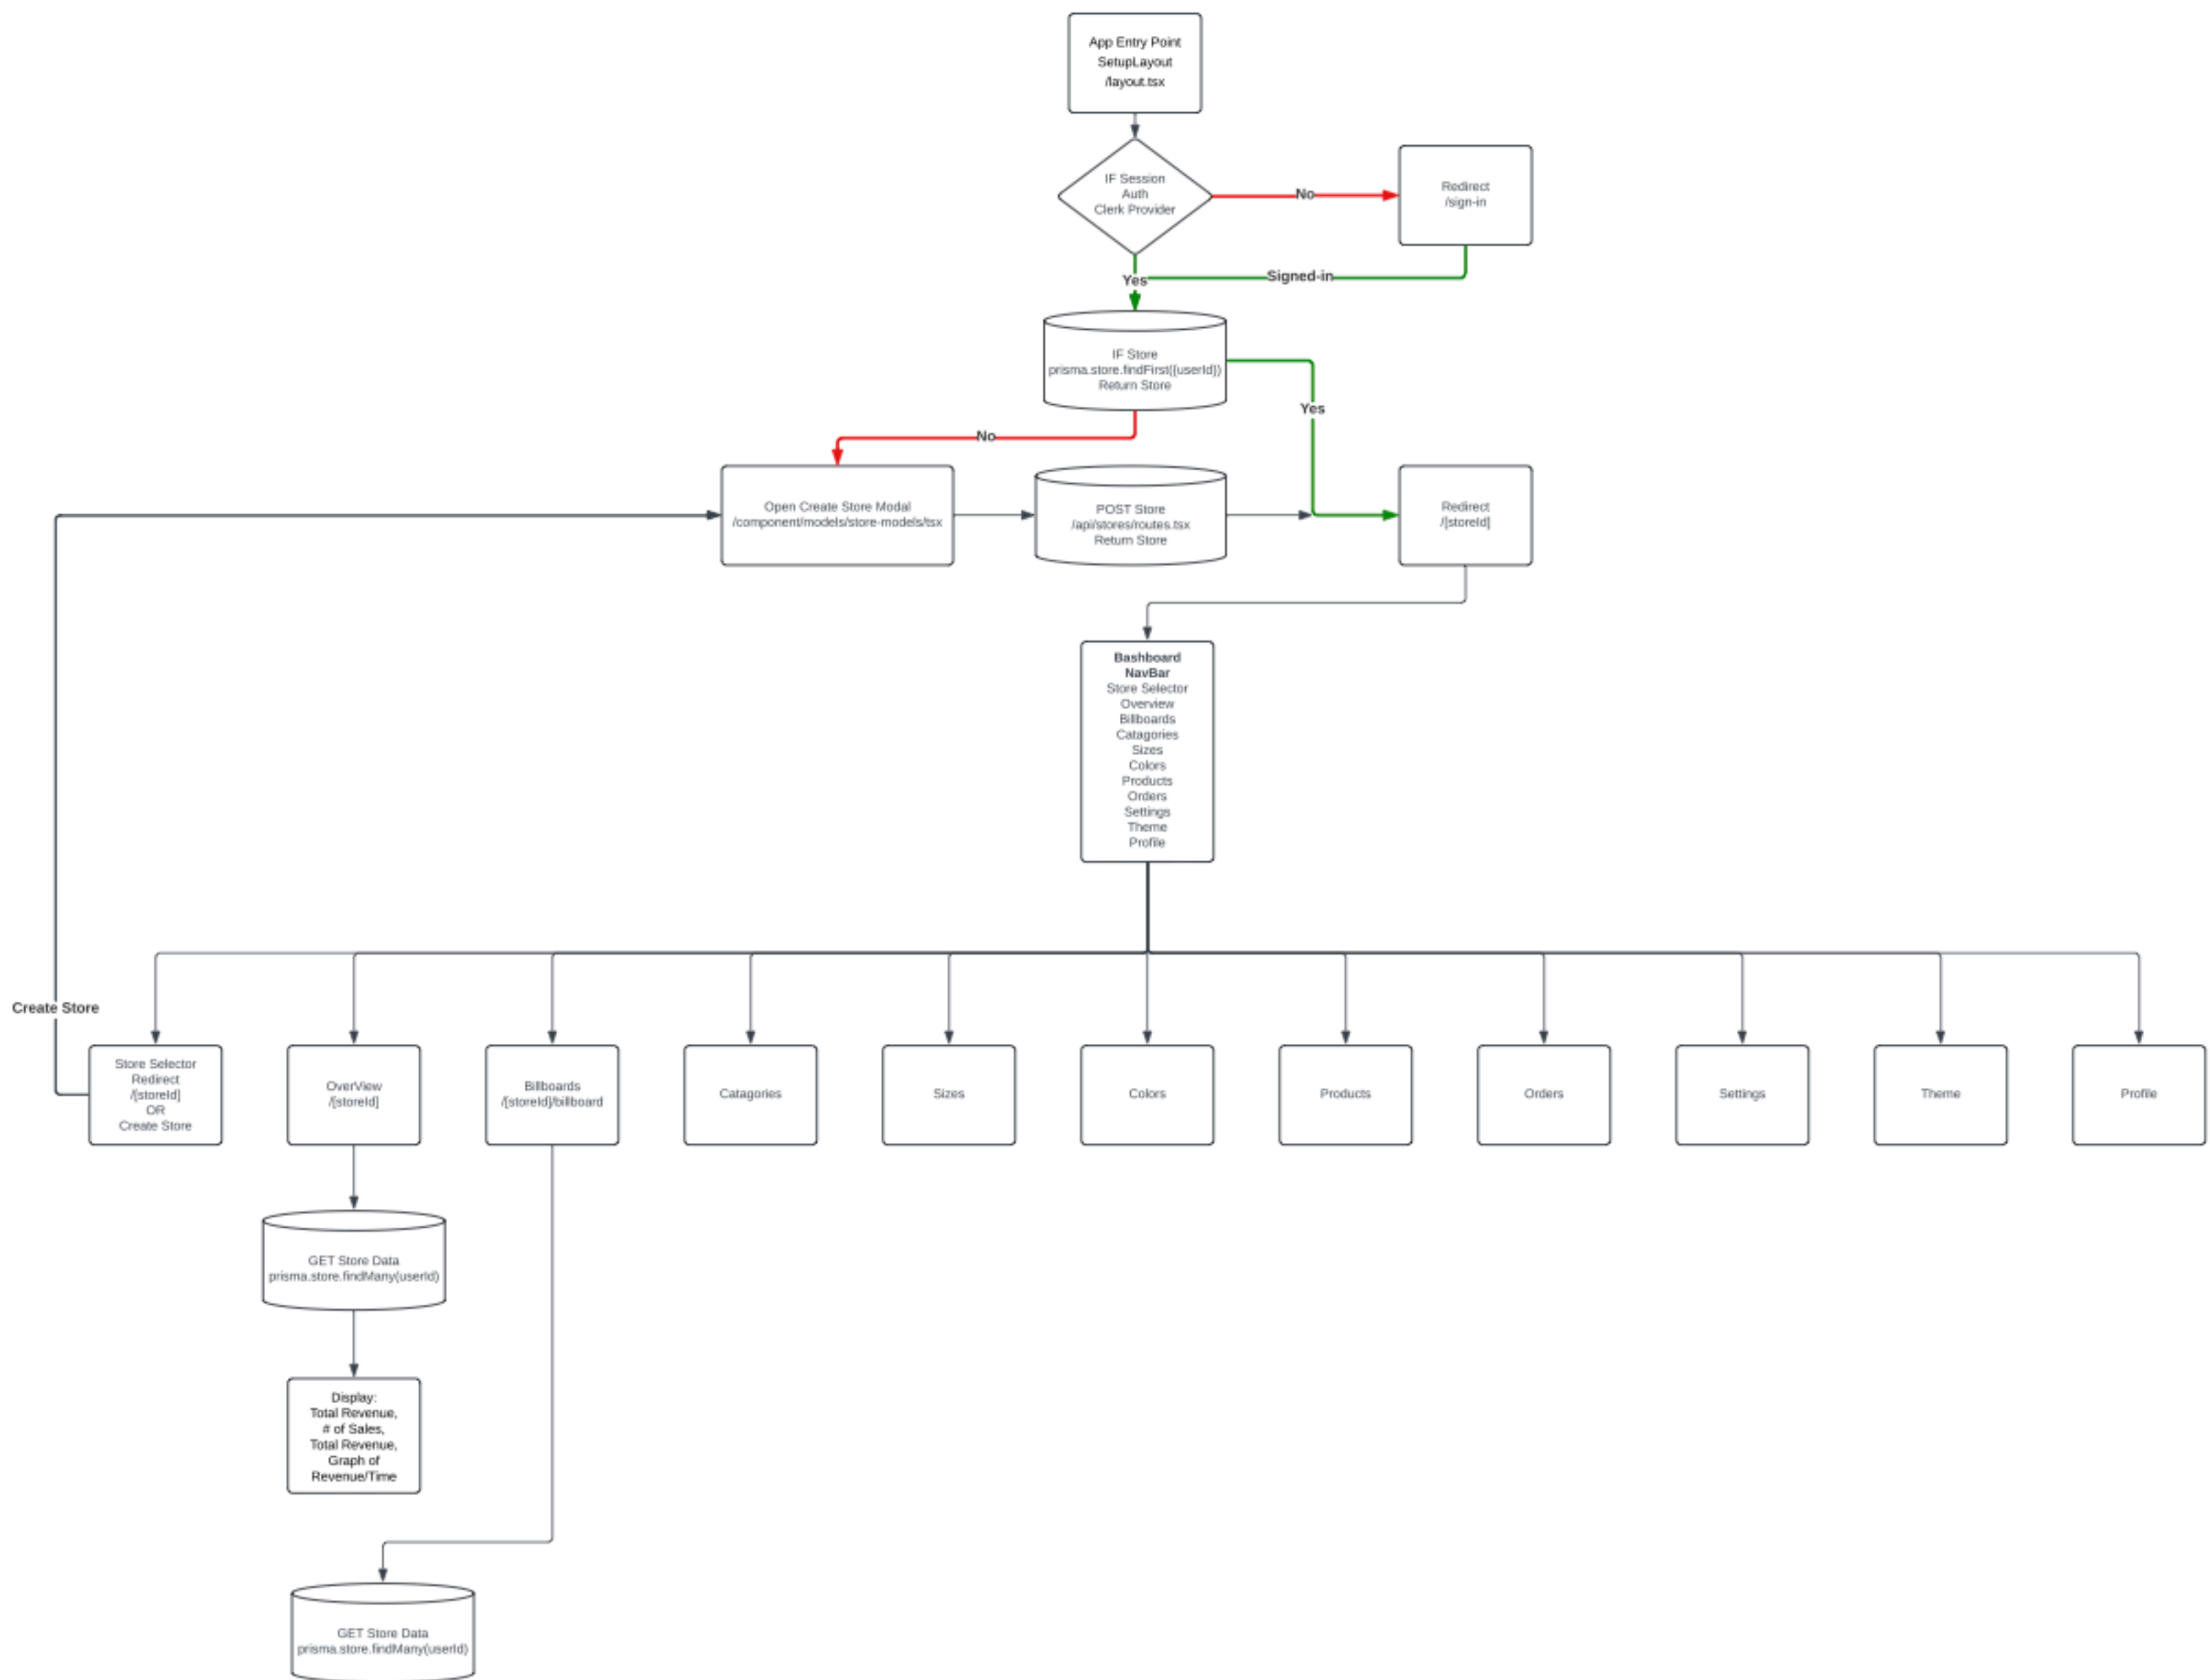 App Entry Point
SetupLayout
/layout.tsx
IF Session
Auth
Clerk Provider
No
Redirect
/sign-in
Yes
Signed-in
IF Store
prisma.store.findFirst({userId})
Return Store
Yes
No
Open Create Store Modal
/component/models/store-models/tsx
POST Store
/api/stores/routes.tsx
Return Store
Redirect
/[storeId]
Bashboard
NavBar
Store Selector
Overview
Billboards
Catagories
Sizes
Colors
Products
Orders
Settings
Theme
Profile
Create Store
Store Selector
Redirect
/[storeId]
OR
Create Store
OverView
/[storeId]
Billboards
/[storeId]/billboard
Catagories
Sizes
Colors
Products
Orders
Settings
Theme
Profile
GET Store Data
prisma.store.findMany(userId)
Display:
Total Revenue,
# of Sales,
Total Revenue,
Graph of
Revenue/Time
GET Store Data
prisma.store.findMany(userId)